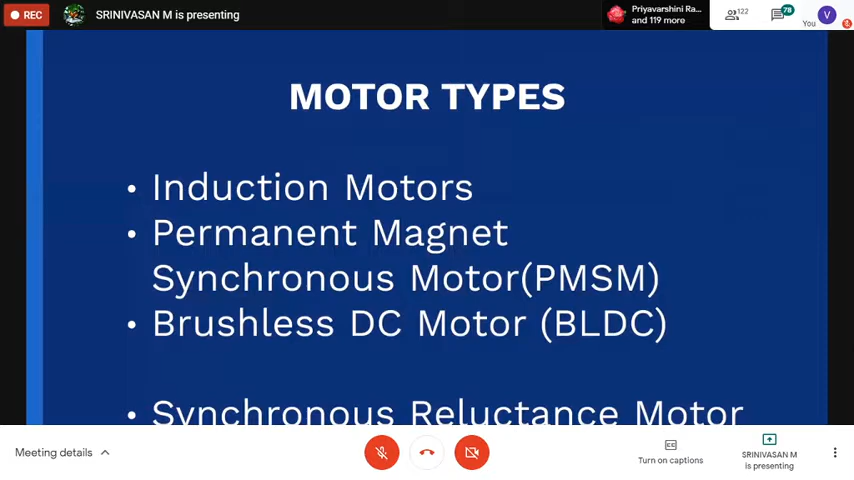 REC
SRINIVASAN M is presenting
Priyavarshini Ra...
and 119 more
122
78
You
V
MOTOR TYPES
• Induction Motors
• Permanent Magnet
Synchronous Motor(PMSM)
• Brushless DC Motor (BLDC)
• Synchronous Reluctance Motor
Meeting details
Turn on captions
SRINIVASAN M
is presenting